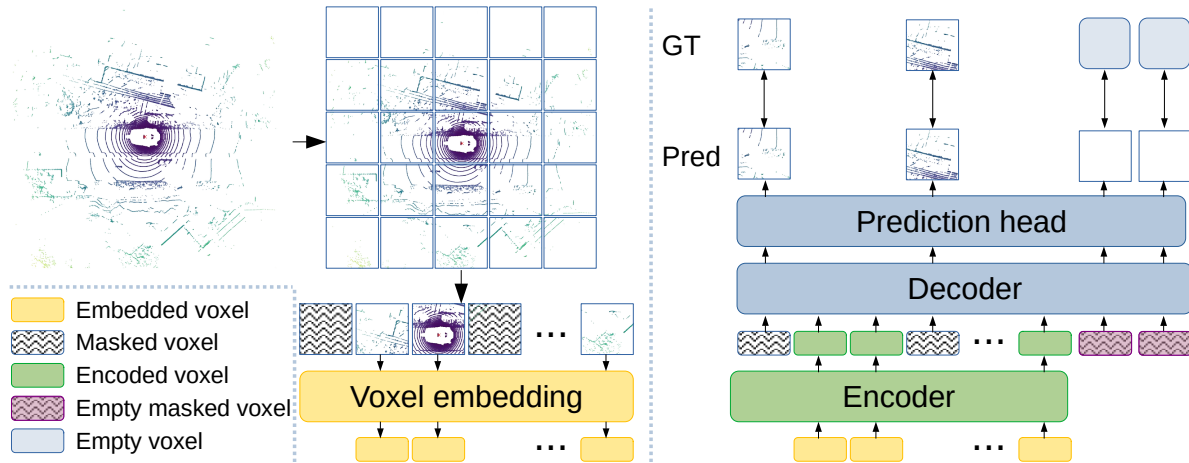 GT
Pred
Prediction head
Decoder
Embedded voxel
Masked voxel
...
...
Encoded voxel
Voxel embedding
Encoder
Empty masked voxel
Empty voxel
...
...